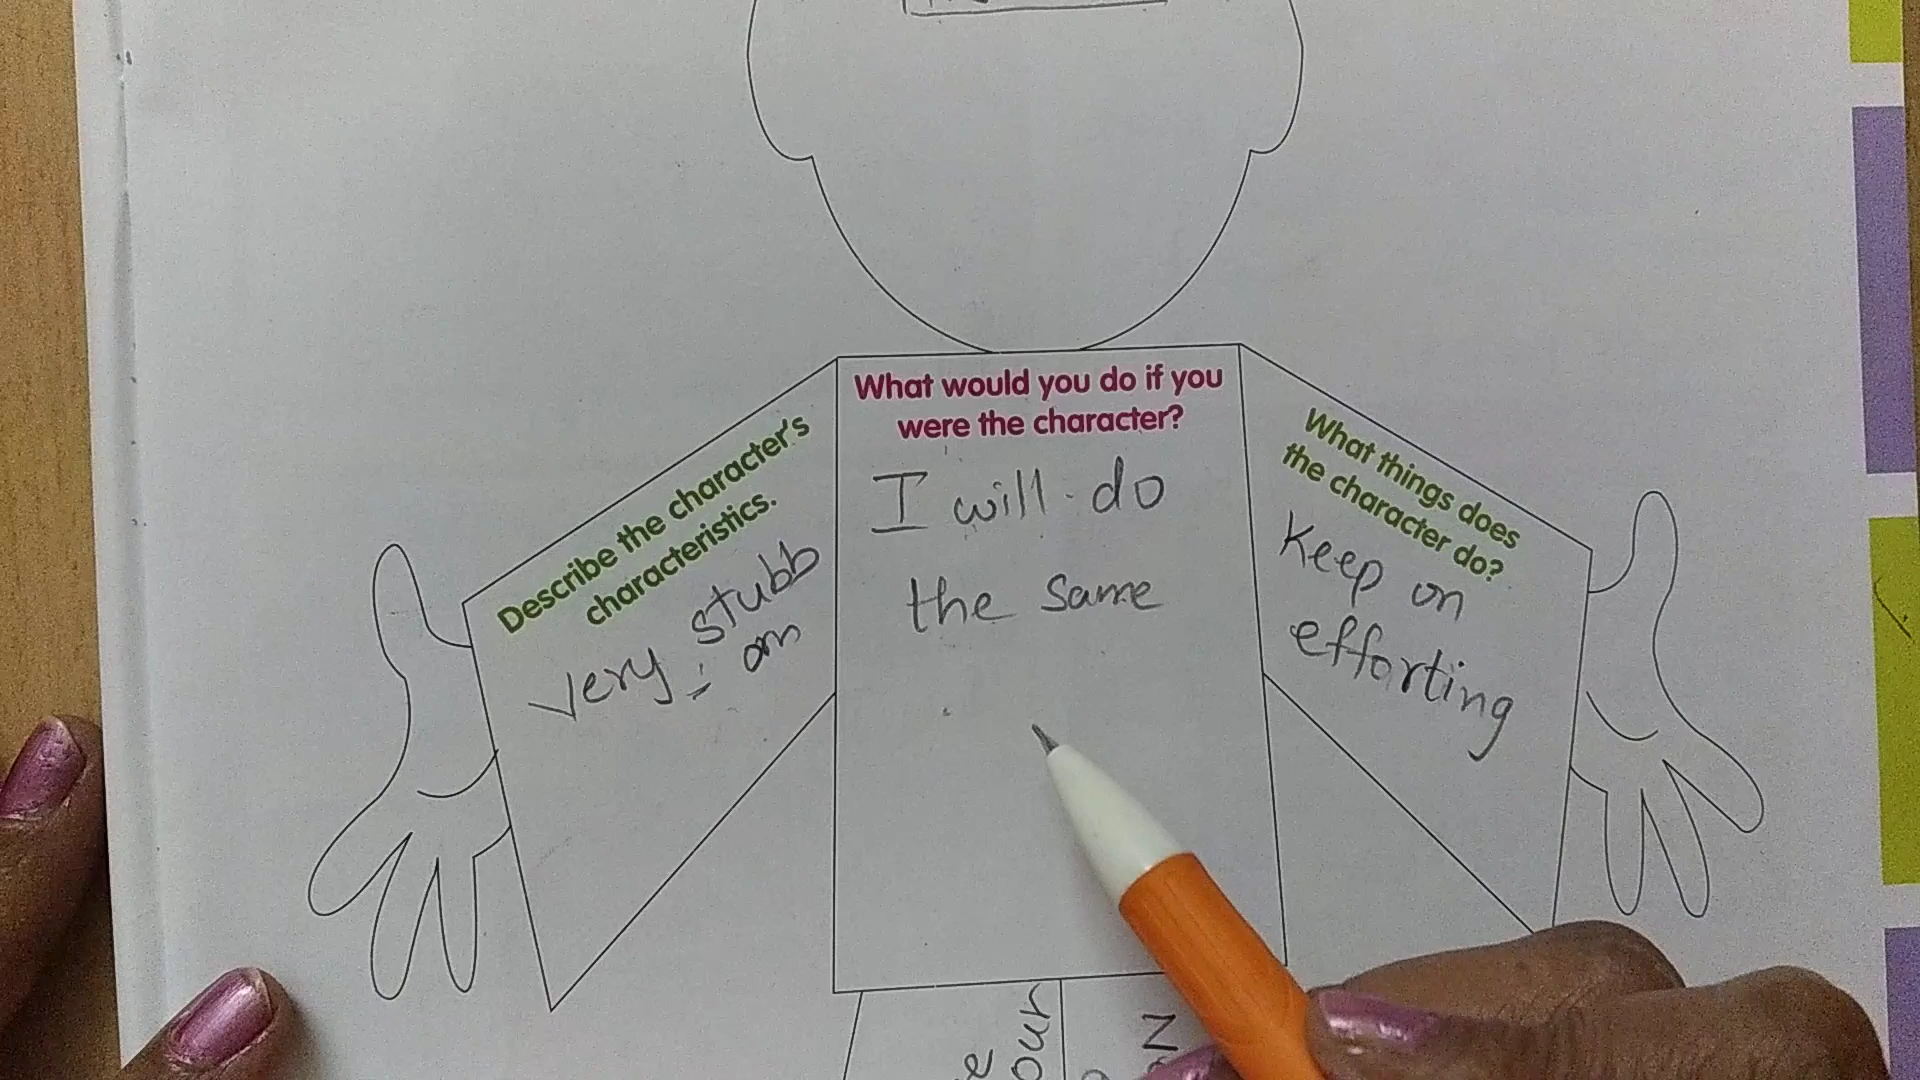 Describe the character's
characteristics.
very stubb
om
What would you do if you
were the character?
I will do
the same
What things does
the character do?
Keep on
efforting